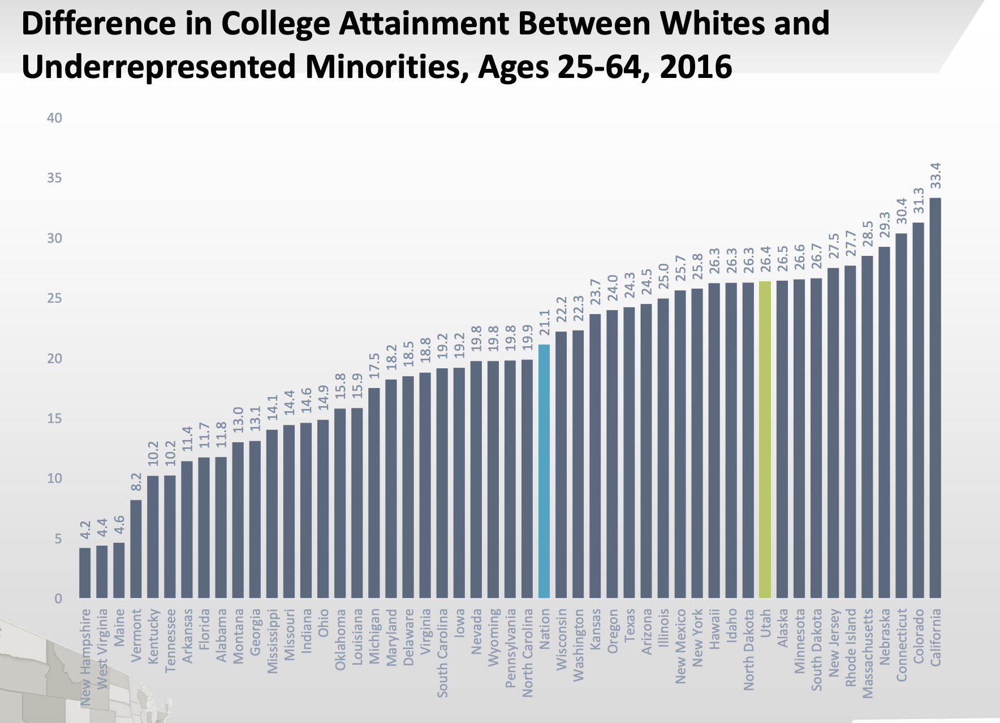 Difference in College Attainment Between Whites and
Underrepresented Minorities, Ages 25-64, 2016
40
35
30
25
20
15
10
5
0
4.2
4.4
4.6
8.2
10.2
10.2
11.4
11.7
11.8
13.0
13.1
14.1
14.4
14.6
14.9
15.8
15.9
17.5
18.2
18.5
18.8
19.2
19.2
19.8
19.8
19.8
19.9
21.1
22.2
22.3
23.7
24.0
24.3
24.5
25.0
25.7
25.8
26.3
26.3
26.3
26.4
26.5
26.6
26.7
27.5
27.7
28.5
29.3
30.4
31.3
33.4
New Hampshire
West Virginia
Maine
Vermont
Kentucky
Tennessee
Arkansas
Florida
Alabama
Montana
Georgia
Mississippi
Missouri
Indiana
Ohio
Oklahoma
Louisiana
Michigan
Maryland
Delaware
Virginia
South Carolina
Iowa
Nevada
Wyoming
Pennsylvania
North Carolina
Nation
Wisconsin
Washington
Kansas
Oregon
Texas
Arizona
Illinois
New Mexico
New York
Hawaii
Idaho
North Dakota
Utah
Alaska
Minnesota
South Dakota
New Jersey
Rhode Island
Massachusetts
Nebraska
Connecticut
Colorado
California